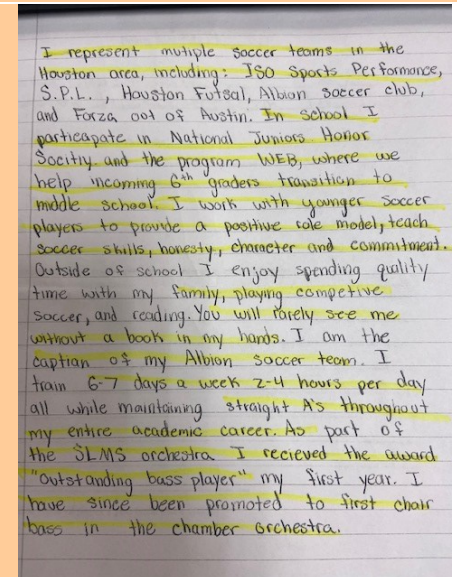 I represent mutiple soccer teams in the
Houston area, including: ISO Sports Performance,
S.P.L. , Houston Futsal, Albion soccer club,
and Forza oot of Austin. In school I
particapate in National Juniors Honor
Socitiy and the program WEB, where we
help incoming 6th graders transition to
middle school. I work with younger soccer
players to provide a positive role model, teach
soccer skills, honesty, character and commitment.
Outside of school I enjoy spending quality
time with my family, playing competive
soccer, and reading. You will rarely see me
without a book in my hands. I am the
captian of my Albion soccer team. I
train 6-7 days a week 2-4 hours per day
all while maintaining straight A's throughout
my entire academic career. As part of
the SLMS orchestra I recieved the award
"outstanding bass player" my first year. I
have since been promoted to first chair
bass in the chamber orchestra.